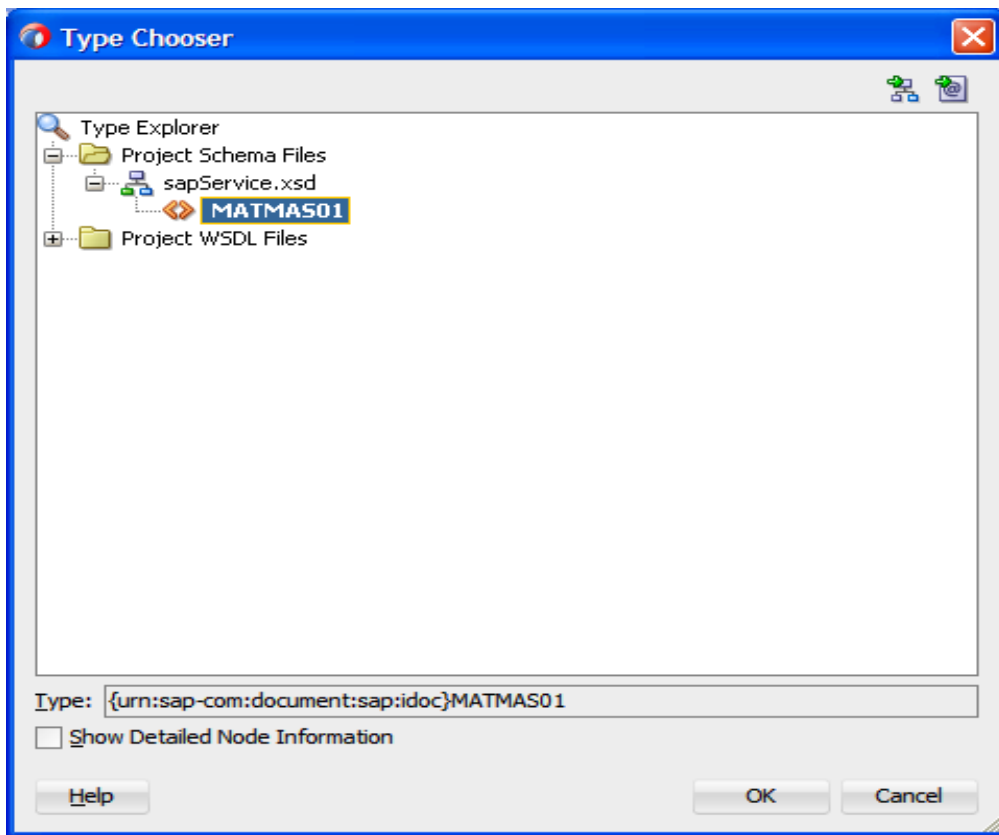 Type Chooser
Type Explorer
Project Schema Files
sapService.xsd
MATMAS01
Project WSDL Files
Type: {urn:sap-com:document:sap:idoc}MATMAS01
Show Detailed Node Information
Help OK Cancel